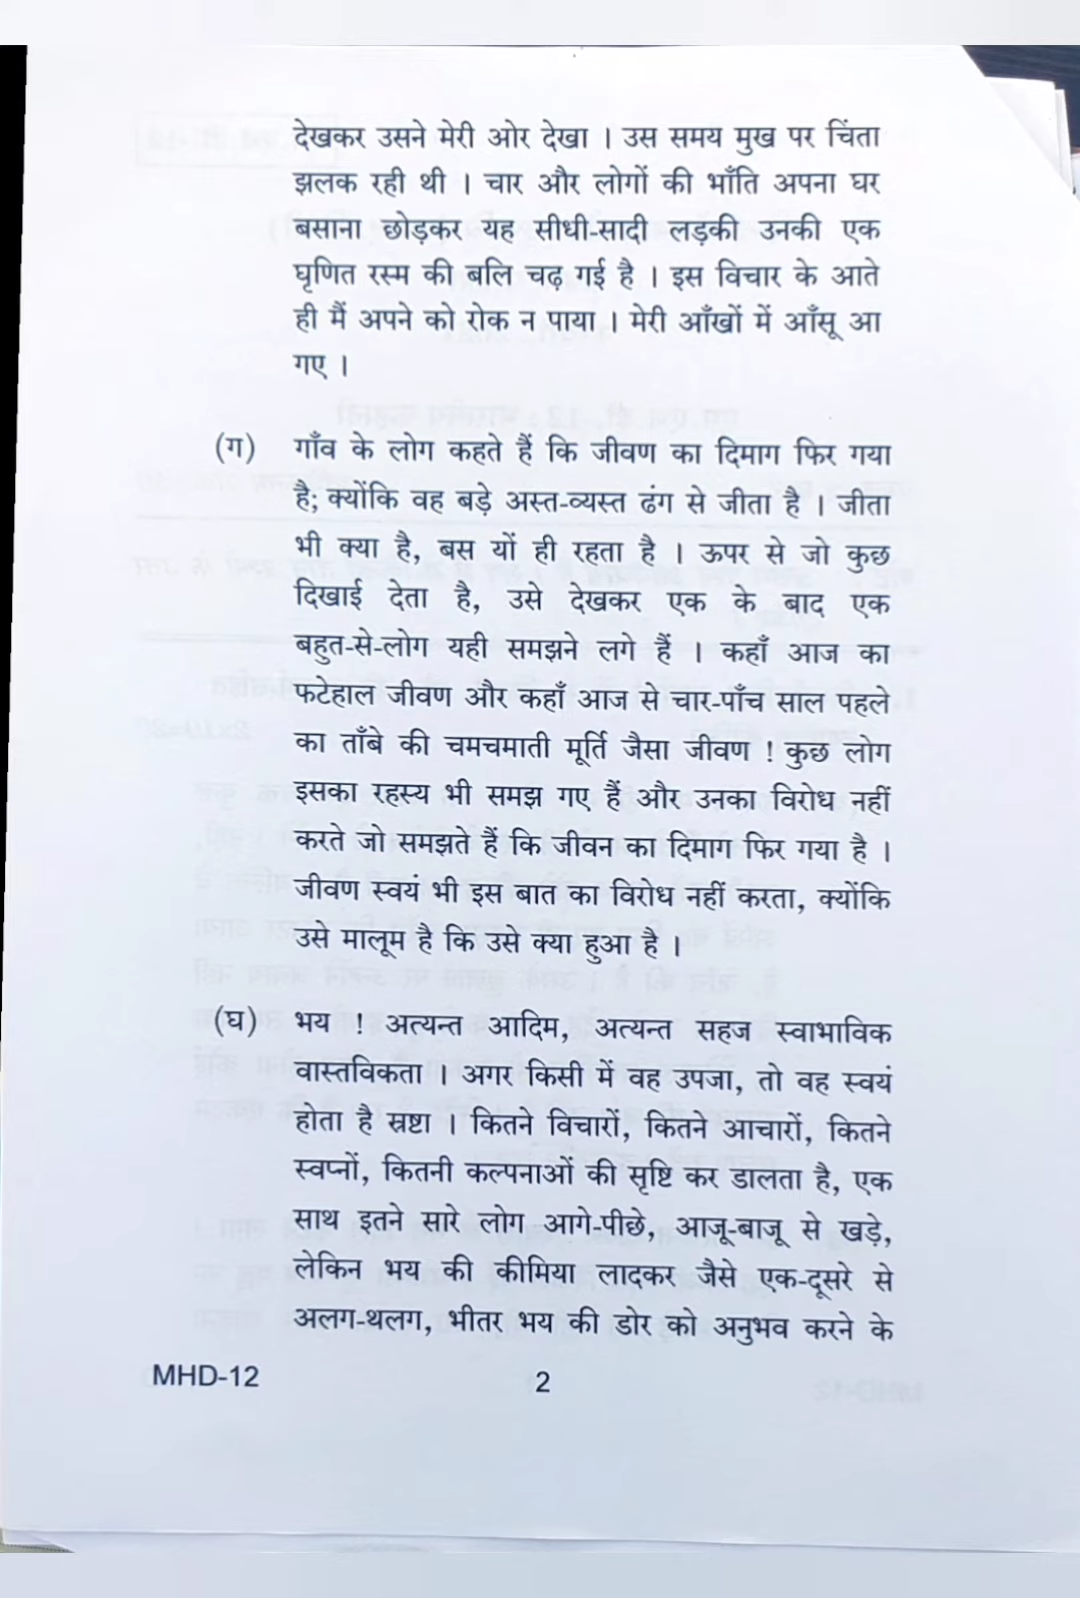 देखकर उसने मेरी ओर देखा । उस समय मुख पर चिंता
झलक रही थी । चार और लोगों की भाँति अपना घर
बसाना छोड़कर यह सीधी-सादी लड़की उनकी एक
घृणित रस्म की बलि चढ़ गई है । इस विचार के आते
ही मैं अपने को रोक न पाया । मेरी आँखों में आँसू आ
गए ।
(ग) गाँव के लोग कहते हैं कि जीवण का दिमाग फिर गया
है; क्योंकि वह बड़े अस्त-व्यस्त ढंग से जीता है । जीता
भी क्या है, बस यों ही रहता है । ऊपर से जो कुछ
दिखाई देता है, उसे देखकर एक के बाद एक
बहुत-से-लोग यही समझने लगे हैं । कहाँ आज का
फटेहाल जीवण और कहाँ आज से चार-पाँच साल पहले
का ताँबे की चमचमाती मूर्ति जैसा जीवण ! कुछ लोग
इसका रहस्य भी समझ गए हैं और उनका विरोध नहीं
करते जो समझते हैं कि जीवन का दिमाग फिर गया है ।
जीवण स्वयं भी इस बात का विरोध नहीं करता, क्योंकि
उसे मालूम है कि उसे क्या हुआ है ।
(घ) भय ! अत्यन्त आदिम, अत्यन्त सहज स्वाभाविक
वास्तविकता । अगर किसी में वह उपजा, तो वह स्वयं
होता है स्रष्टा । कितने विचारों, कितने आचारों, कितने
स्वप्नों, कितनी कल्पनाओं की सृष्टि कर डालता है, एक
साथ इतने सारे लोग आगे-पीछे, आजू-बाजू से खड़े,
लेकिन भय की कीमिया लादकर जैसे एक-दूसरे से
अलग-थलग, भीतर भय की डोर को अनुभव करने के
MHD-12
2